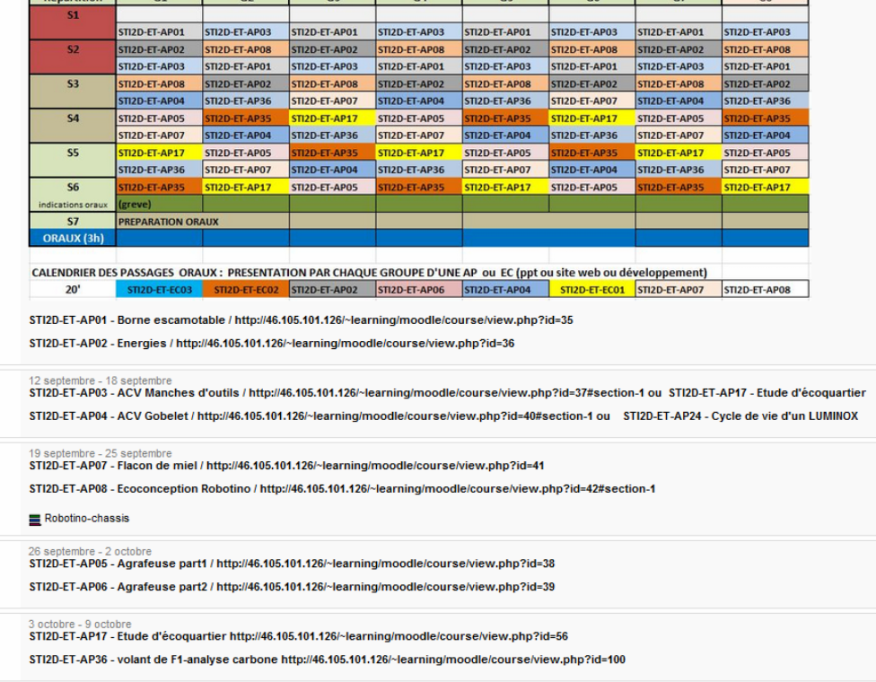 S1
STI2D-ET-AP01 STI2D-ET-AP03 STI2D-ET-AP01 STI2D-ET-AP03 STI2D-ET-AP01 STI2D-ET-AP03 STI2D-ET-AP01 STI2D-ET-AP03
S2 STI2D-ET-AP02 STI2D-ET-AP08 STI2D-ET-AP02 STI2D-ET-AP08 STI2D-ET-AP02 STI2D-ET-AP08 STI2D-ET-AP02 STI2D-ET-AP08
STI2D-ET-AP03 STI2D-ET-AP01 STI2D-ET-AP03 STI2D-ET-AP01 STI2D-ET-AP03 STI2D-ET-AP01 STI2D-ET-AP03 STI2D-ET-AP01
S3 STI2D-ET-AP08 STI2D-ET-AP02 STI2D-ET-AP08 STI2D-ET-AP02 STI2D-ET-AP08 STI2D-ET-AP02 STI2D-ET-AP08 STI2D-ET-AP02
STI2D-ET-AP04 STI2D-ET-AP36 STI2D-ET-AP07 STI2D-ET-AP04 STI2D-ET-AP36 STI2D-ET-AP07 STI2D-ET-AP04 STI2D-ET-AP36
S4 STI2D-ET-AP05 STI2D-ET-AP35 STI2D-ET-AP17 STI2D-ET-AP05 STI2D-ET-AP35 STI2D-ET-AP17 STI2D-ET-AP05 STI2D-ET-AP35
STI2D-ET-AP07 STI2D-ET-AP04 STI2D-ET-AP36 STI2D-ET-AP07 STI2D-ET-AP04 STI2D-ET-AP36 STI2D-ET-AP07 STI2D-ET-AP04
S5 STI2D-ET-AP17 STI2D-ET-AP05 STI2D-ET-AP35 STI2D-ET-AP17 STI2D-ET-AP05 STI2D-ET-AP35 STI2D-ET-AP17 STI2D-ET-AP05
STI2D-ET-AP36 STI2D-ET-AP07 STI2D-ET-AP04 STI2D-ET-AP36 STI2D-ET-AP07 STI2D-ET-AP04 STI2D-ET-AP36 STI2D-ET-AP07
S6 STI2D-ET-AP35 STI2D-ET-AP17 STI2D-ET-AP05 STI2D-ET-AP35 STI2D-ET-AP17 STI2D-ET-AP05 STI2D-ET-AP35 STI2D-ET-AP17
indications oraux (greve)
S7 PREPARATION ORAUX
ORAUX (3h)
CALENDRIER DES PASSAGES ORAUX : PRESENTATION PAR CHAQUE GROUPE D'UNE AP ou EC (ppt ou site web ou développement)
20' STI2D-ET-EC03 STI2D-ET-EC02 STI2D-ET-AP02 STI2D-ET-AP06 STI2D-ET-AP04 STI2D-ET-EC01 STI2D-ET-AP07 STI2D-ET-AP08
STI2D-ET-AP01 - Borne escamotable / http://46.105.101.126/~learning/moodle/course/view.php?id=35
STI2D-ET-AP02 - Energies / http://46.105.101.126/~learning/moodle/course/view.php?id=36
12 septembre - 18 septembre
STI2D-ET-AP03 - ACV Manches d'outils / http://46.105.101.126/~learning/moodle/course/view.php?id=37#section-1 ou STI2D-ET-AP17 - Etude d'écoquartier
STI2D-ET-AP04 - ACV Gobelet / http://46.105.101.126/~learning/moodle/course/view.php?id=40#section-1 ou STI2D-ET-AP24 - Cycle de vie d'un LUMINOX
19 septembre - 25 septembre
STI2D-ET-AP07 - Flacon de miel / http://46.105.101.126/~learning/moodle/course/view.php?id=41
STI2D-ET-AP08 - Ecoconception Robotino / http://46.105.101.126/~learning/moodle/course/view.php?id=42#section-1
Robotino-chassis
26 septembre - 2 octobre
STI2D-ET-AP05 - Agrafeuse part1 / http://46.105.101.126/~learning/moodle/course/view.php?id=38
STI2D-ET-AP06 - Agrafeuse part2 / http://46.105.101.126/~learning/moodle/course/view.php?id=39
3 octobre - 9 octobre
STI2D-ET-AP17 - Etude d'écoquartier http://46.105.101.126/~learning/moodle/course/view.php?id=56
STI2D-ET-AP36 - volant de F1-analyse carbone http://46.105.101.126/~learning/moodle/course/view.php?id=100